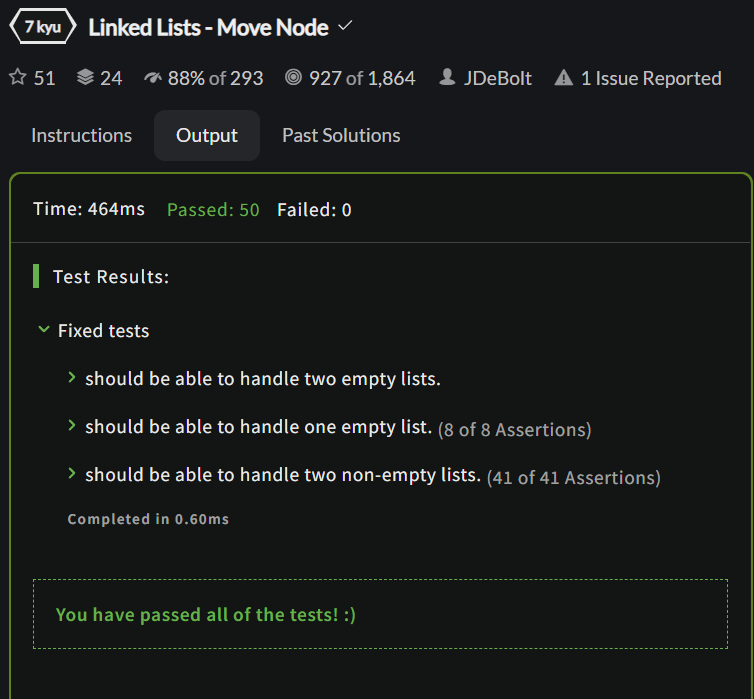 7 kyu Linked Lists - Move Node
51 24 88% of 293 927 of 1,864 JDeBolt 1 Issue Reported
Instructions Output Past Solutions
Time: 464ms Passed: 50 Failed: 0
Test Results:
Fixed tests
should be able to handle two empty lists.
should be able to handle one empty list. (8 of 8 Assertions)
should be able to handle two non-empty lists. (41 of 41 Assertions)
Completed in 0.60ms
You have passed all of the tests! :)